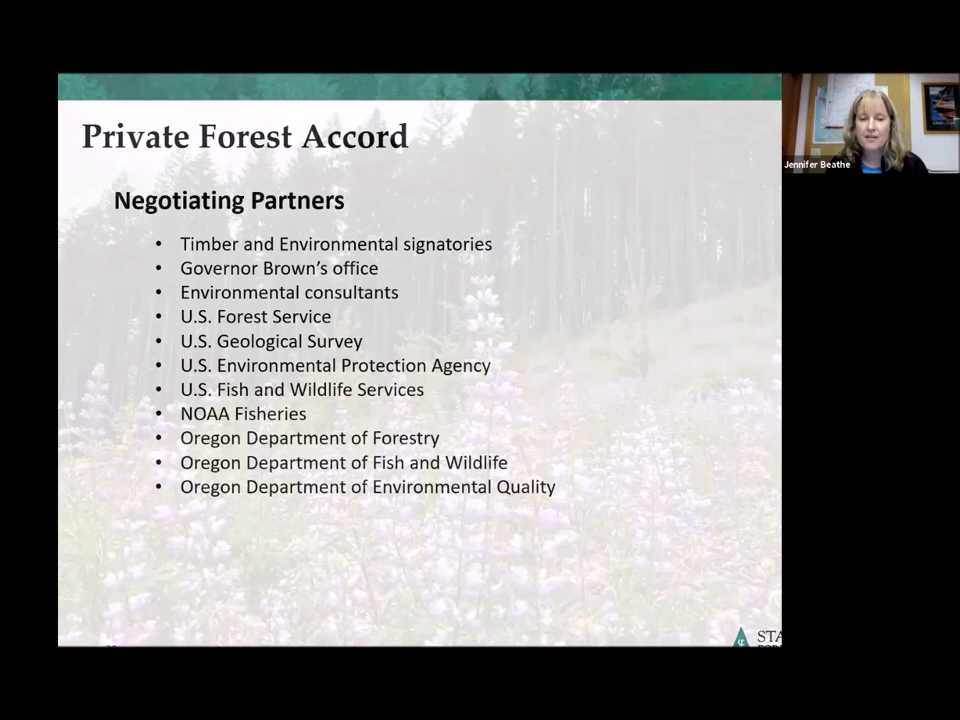 Private Forest Accord
Jennifer Beathe
Negotiating Partners
• Timber and Environmental signatories
• Governor Brown’s office
• Environmental consultants
• U.S. Forest Service
• U.S. Geological Survey
• U.S. Environmental Protection Agency
• U.S. Fish and Wildlife Services
• NOAA Fisheries
• Oregon Department of Forestry
• Oregon Department of Fish and Wildlife
• Oregon Department of Environmental Quality
STA